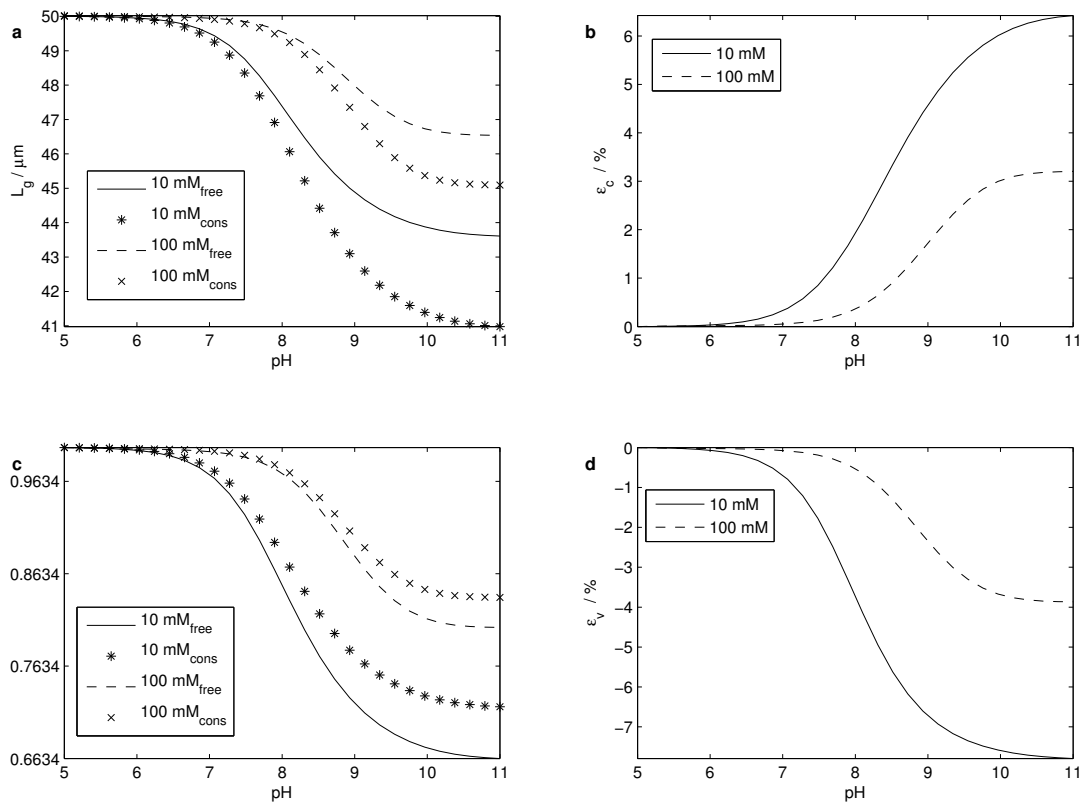 a
50
49
48
47
46
45
44
43
42
41
L_g / μm
10 mM_free
10 mM_cons
100 mM_free
100 mM_cons
5 6 7 8 9 10 11
pH
b
6
5
4
3
2
1
0
ε_c / %
10 mM
100 mM
5 6 7 8 9 10 11
pH
c
0.9634
0.8634
0.7634
0.6634
10 mM_free
10 mM_cons
100 mM_free
100 mM_cons
5 6 7 8 9 10 11
pH
d
0
−1
−2
−3
−4
−5
−6
−7
ε_v / %
10 mM
100 mM
5 6 7 8 9 10 11
pH